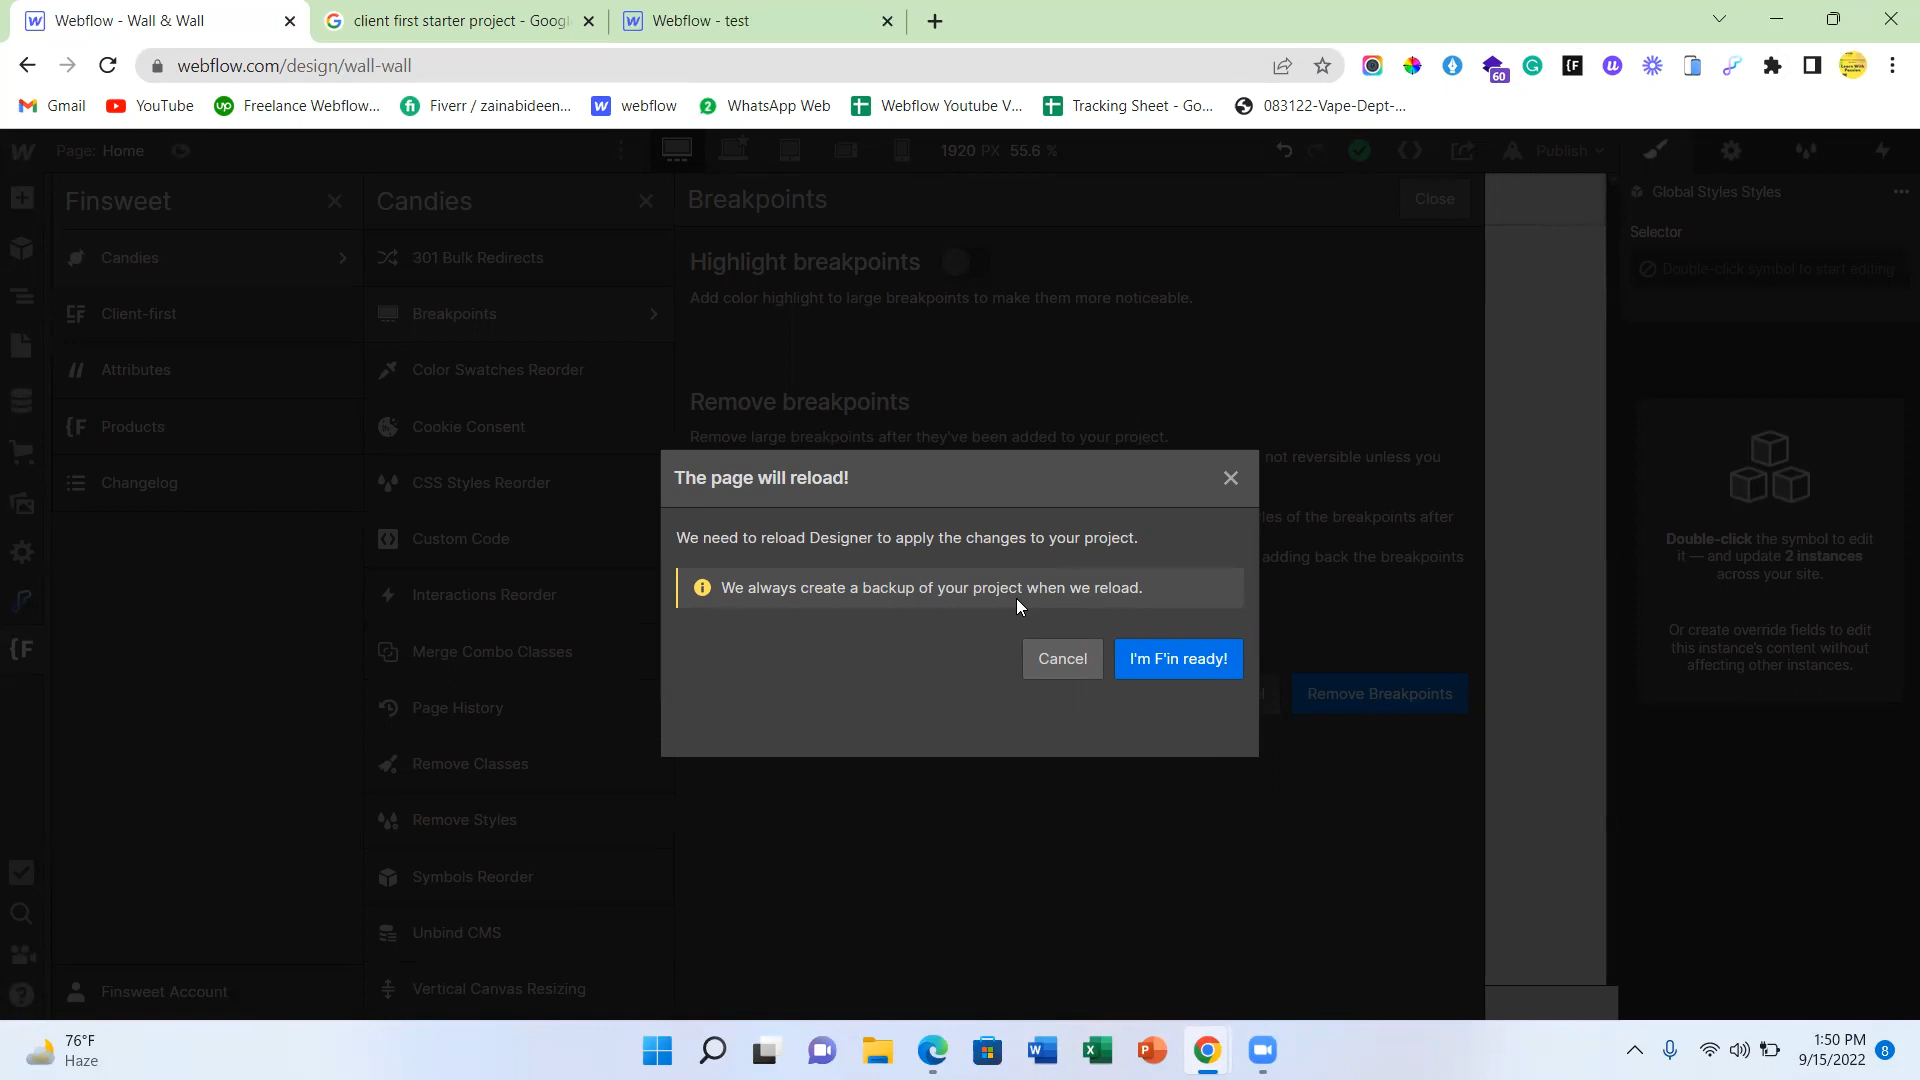 Webflow - Wall & Wall
client first starter project - Googl
Webflow - test
webflow.com/design/wall-wall
60
Gmail
YouTube
Freelance Webflow...
Fiverr / zainabideen...
webflow
WhatsApp Web
Webflow Youtube V...
Tracking Sheet - Go...
083122-Vape-Dept-...
Page: Home
1920 PX 55.6 %
Publish
Finsweet
Candies
Breakpoints
Close
Global Styles Styles
Selector
Double-click symbol to start editing
Candies
Client-first
Attributes
Products
Changelog
Finsweet Account
301 Bulk Redirects
Breakpoints
Color Swatches Reorder
Cookie Consent
CSS Styles Reorder
Custom Code
Interactions Reorder
Merge Combo Classes
Page History
Remove Classes
Remove Styles
Symbols Reorder
Unbind CMS
Vertical Canvas Resizing
Highlight breakpoints
Add color highlight to large breakpoints to make them more noticeable.
Remove breakpoints
Remove large breakpoints after they've been added to your project.
not reversible unless you
les of the breakpoints after
adding back the breakpoints
Remove Breakpoints
The page will reload!
We need to reload Designer to apply the changes to your project.
We always create a backup of your project when we reload.
Cancel
I'm F'in ready!
Double-click the symbol to edit
it — and update 2 instances
across your site.
Or create override fields to edit
this instance's content without
affecting other instances.
76°F
Haze
1:50 PM
9/15/2022
8